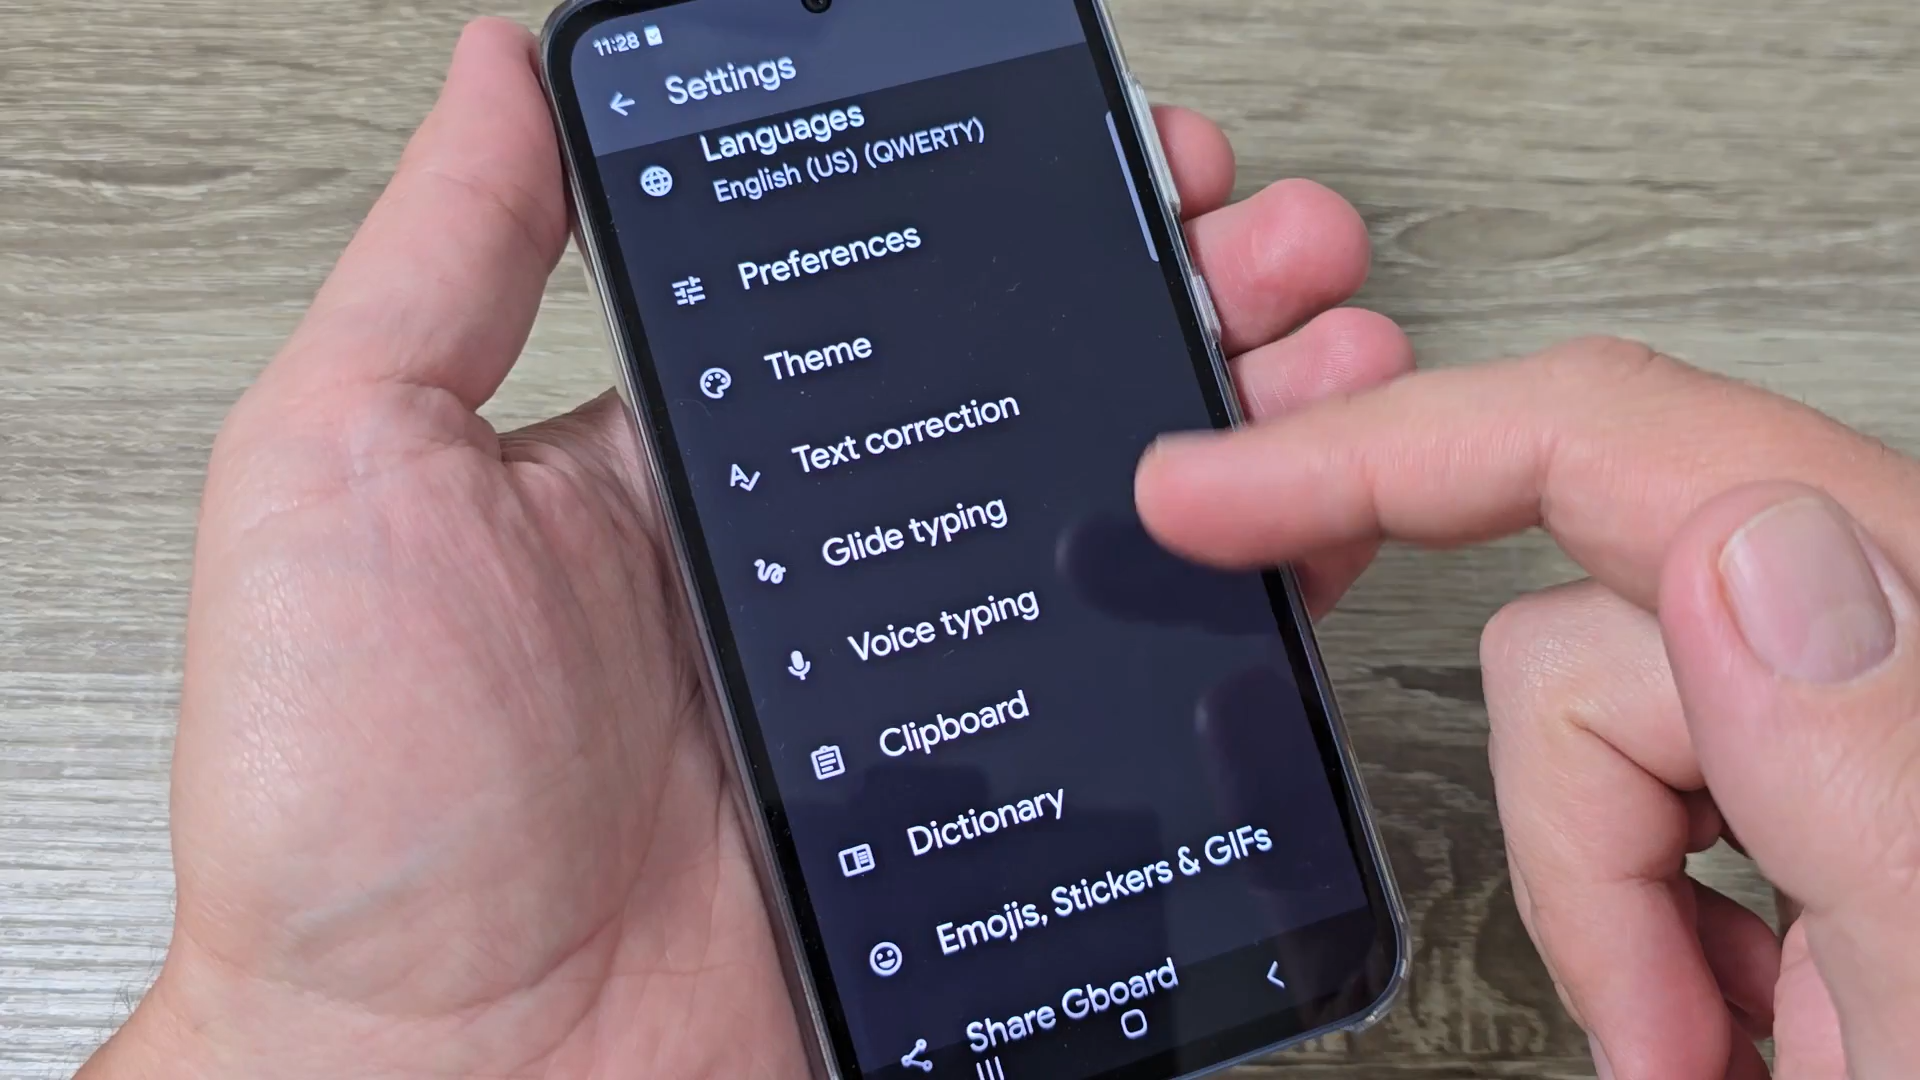 11:28
Settings
Languages
English (US) (QWERTY)
Preferences
Theme
Text correction
Glide typing
Voice typing
Clipboard
Dictionary
Emojis, Stickers & GIFs
Share Gboard